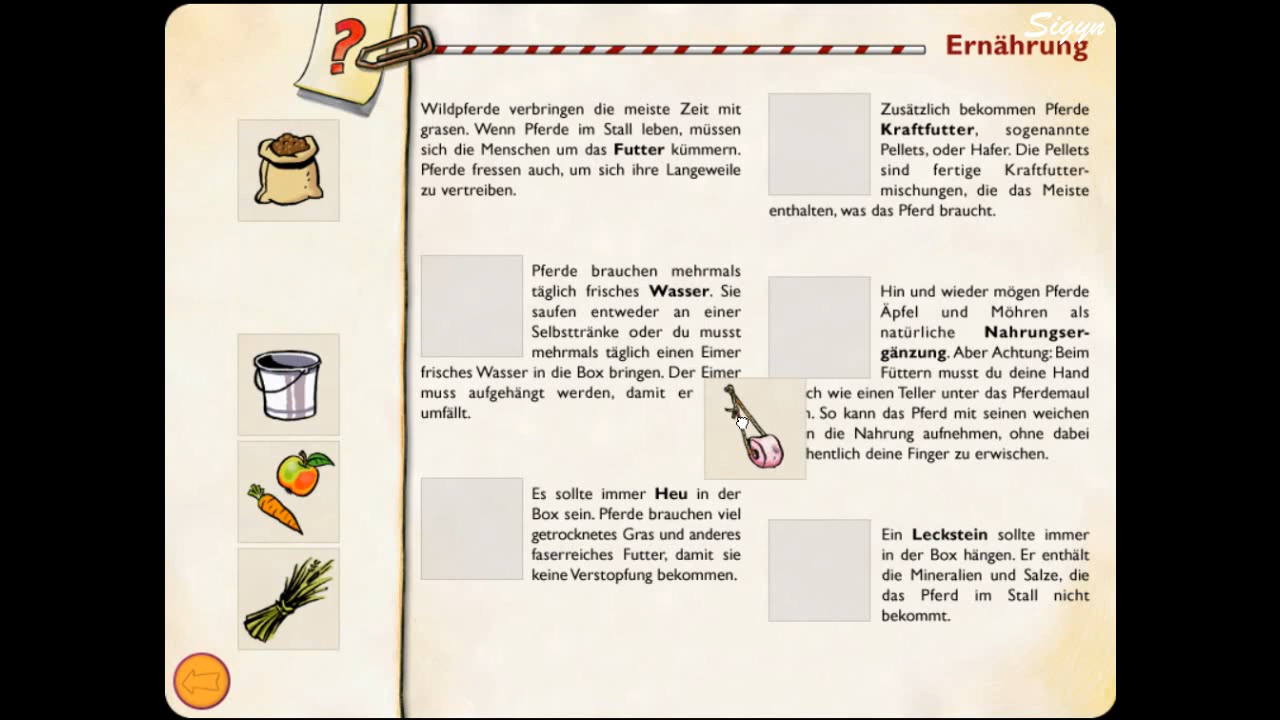 ?
Sigyn
Ernährung
Wildpferde verbringen die meiste Zeit mit
grasen. Wenn Pferde im Stall leben, müssen
sich die Menschen um das Futter kümmern.
Pferde fressen auch, um sich ihre Langeweile
zu vertreiben.
Pferde brauchen mehrmals
täglich frisches Wasser. Sie
saufen entweder an einer
Selbsttränke oder du musst
mehrmals täglich einen Eimer
frisches Wasser in die Box bringen. Der Eimer
muss aufgehängt werden, damit er
umfällt.
Es sollte immer Heu in der
Box sein. Pferde brauchen viel
getrocknetes Gras und anderes
faserreiches Futter, damit sie
keine Verstopfung bekommen.
Zusätzlich bekommen Pferde
Kraftfutter, sogenannte
Pellets, oder Hafer. Die Pellets
sind fertige Kraftfutter-
mischungen, die das Meiste
enthalten, was das Pferd braucht.
Hin und wieder mögen Pferde
Äpfel und Möhren als
natürliche Nahrungser-
gänzung. Aber Achtung: Beim
Füttern musst du deine Hand
ch wie einen Teller unter das Pferdemaul
. So kann das Pferd mit seinen weichen
n die Nahrung aufnehmen, ohne dabei
hentlich deine Finger zu erwischen.
Ein Leckstein sollte immer
in der Box hängen. Er enthält
die Mineralien und Salze, die
das Pferd im Stall nicht
bekommt.